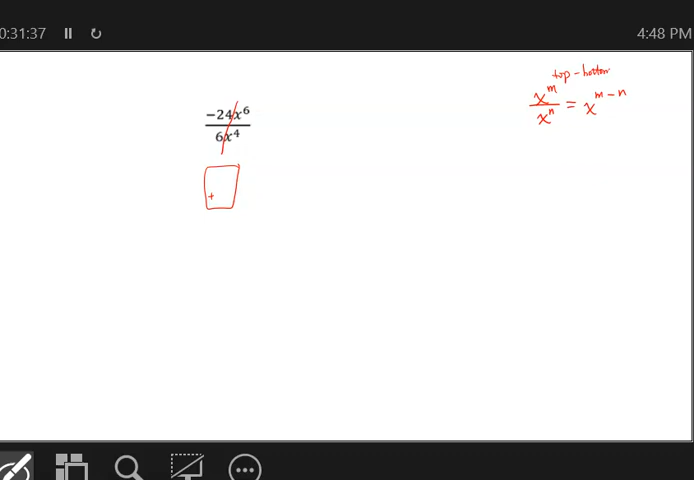 0:31:37
4:48 PM
top - bottom
x^m / x^n = x^(m - n)
-24x^6
6x^4
+